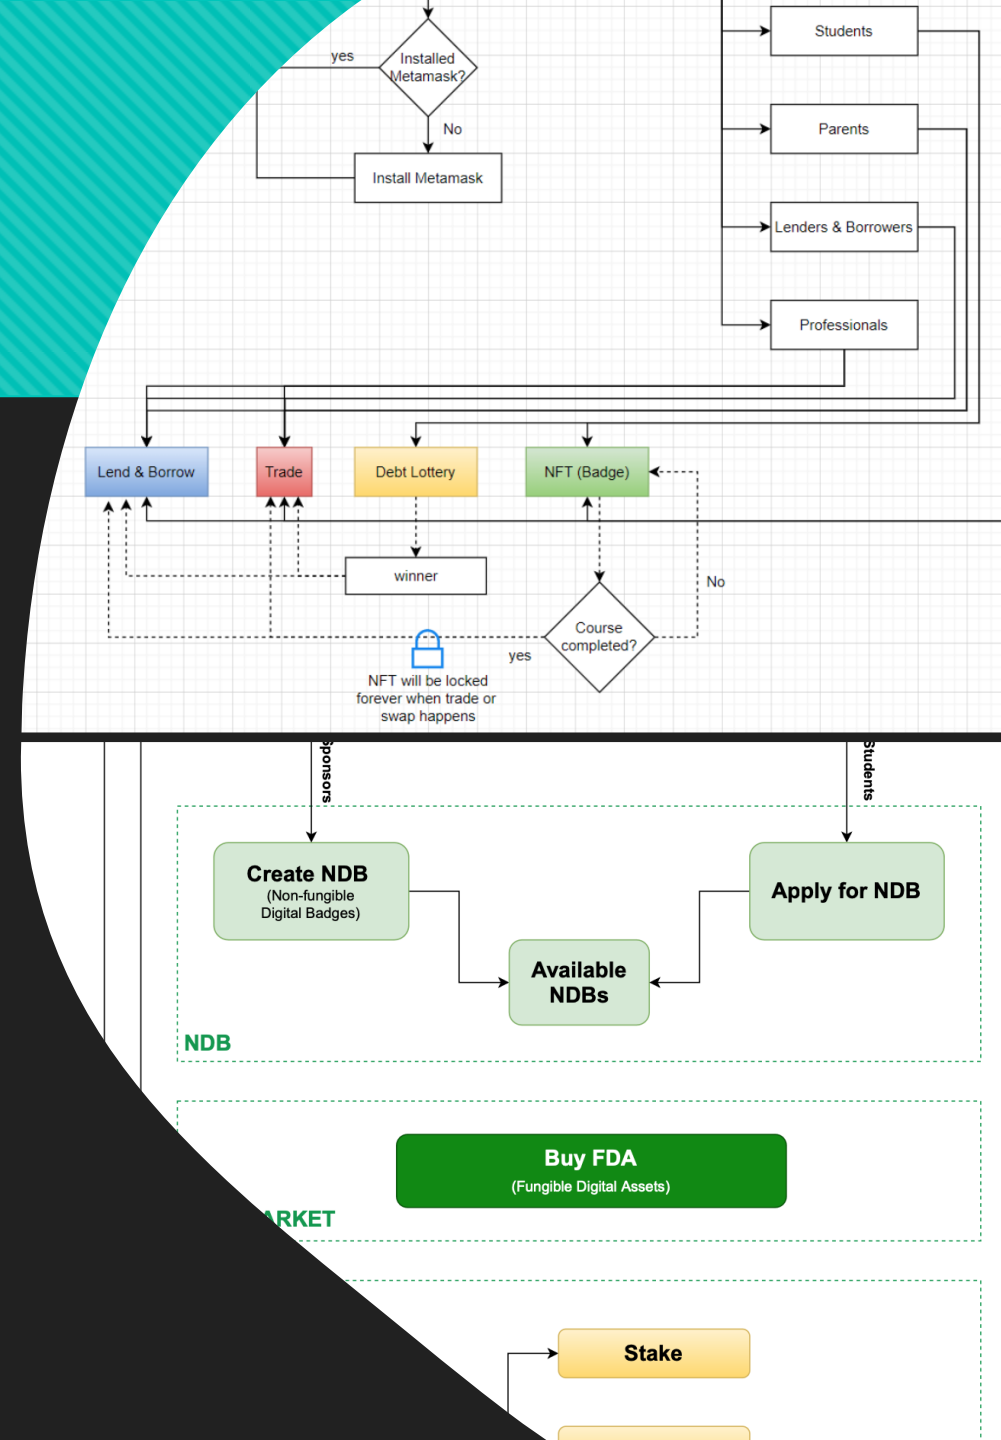 yes
Installed
Metamask?
No
Install Metamask
Students
Parents
Lenders & Borrowers
Professionals
Lend & Borrow
Trade
Debt Lottery
NFT (Badge)
winner
No
Course
completed?
yes
NFT will be locked
forever when trade or
swap happens
ponsors
Students
Create NDB
(Non-fungible
Digital Badges)
Apply for NDB
Available
NDBs
NDB
Buy FDA
(Fungible Digital Assets)
ARKET
Stake